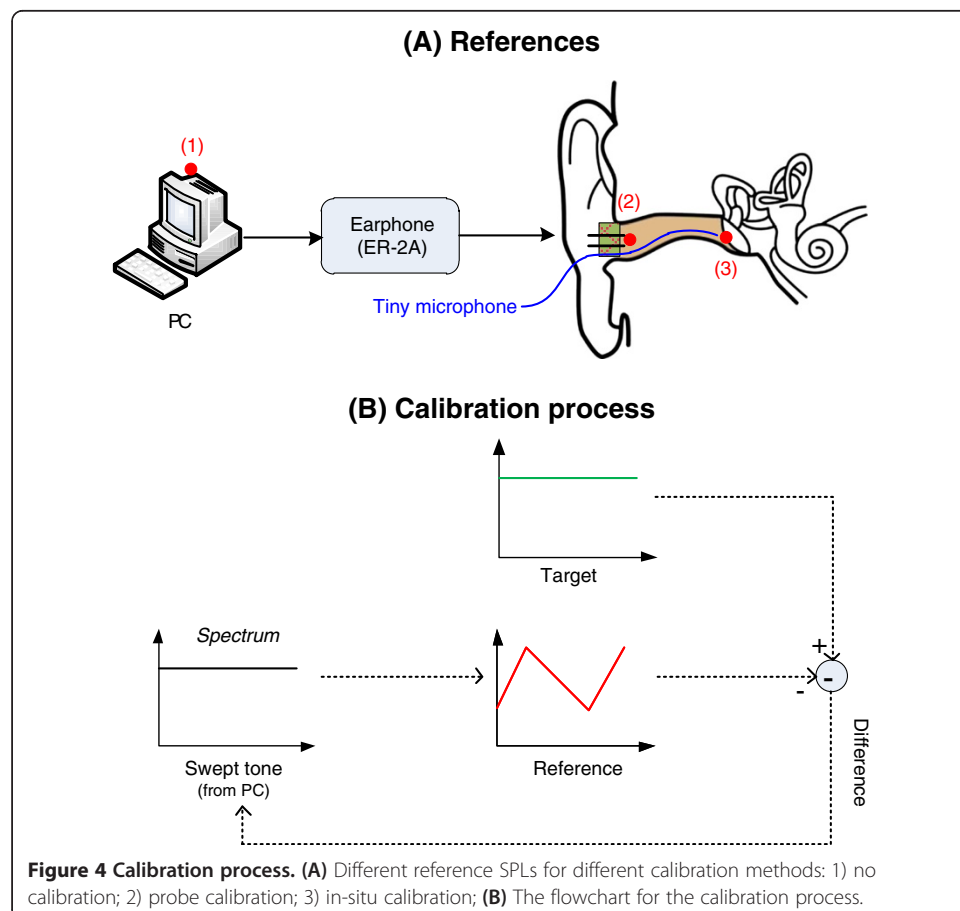 (A) References
(1)
(2)
Earphone
(ER-2A)
(3)
Tiny microphone
PC
(B) Calibration process
Target
Spectrum
+
-
-
Difference
Swept tone
(from PC)
Reference
Figure 4 Calibration process. (A) Different reference SPLs for different calibration methods: 1) no
calibration; 2) probe calibration; 3) in-situ calibration; (B) The flowchart for the calibration process.